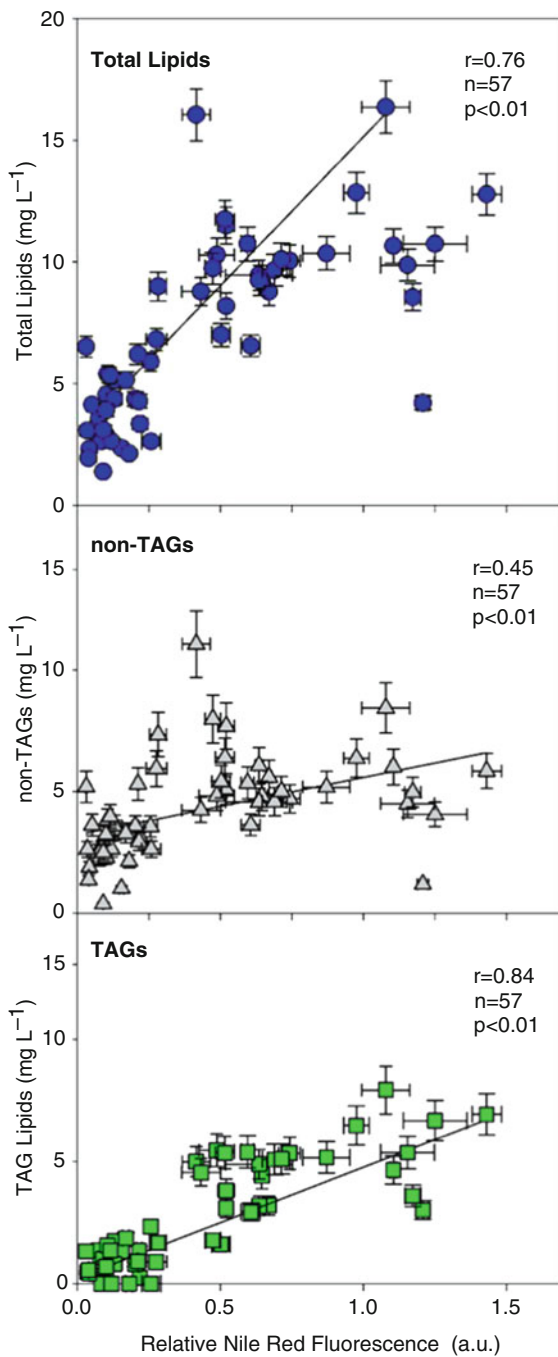 20
Total Lipids
r=0.76
n=57
p<0.01
15
10
5
0
Total Lipids (mg L⁻¹)
non-TAGs
r=0.45
n=57
p<0.01
15
10
5
0
non-TAGs (mg L⁻¹)
TAGs
r=0.84
n=57
p<0.01
15
10
5
0
TAG Lipids (mg L⁻¹)
0.0 0.5 1.0 1.5
Relative Nile Red Fluorescence (a.u.)